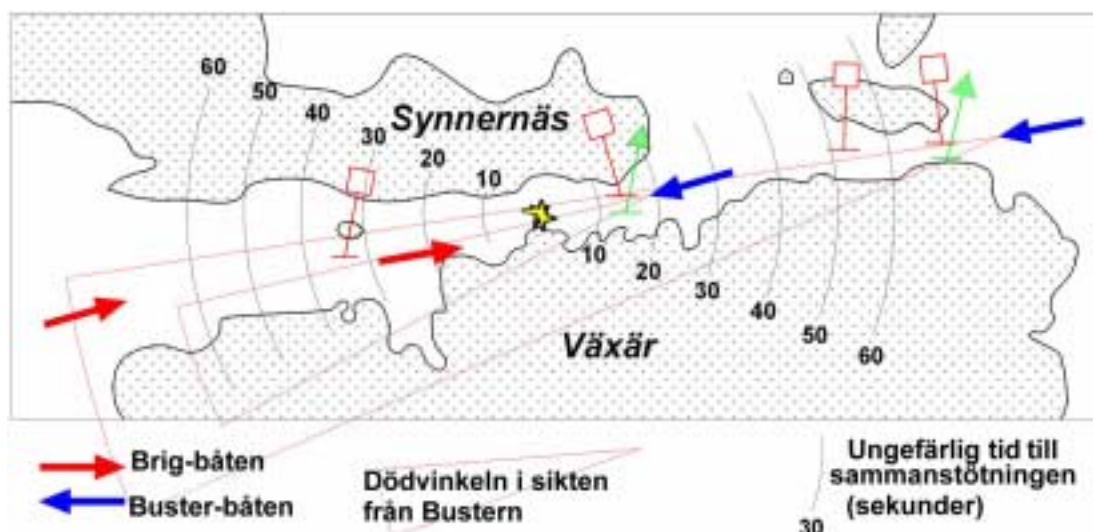 60
50
40
30
20
10
Synnernäs
10
20
30
40
50
60
Växär
Brig-båten
Buster-båten
Dödvinkeln i sikten
från Bustern
Ungefärlig tid till
sammanstötningen
(sekunder)
30